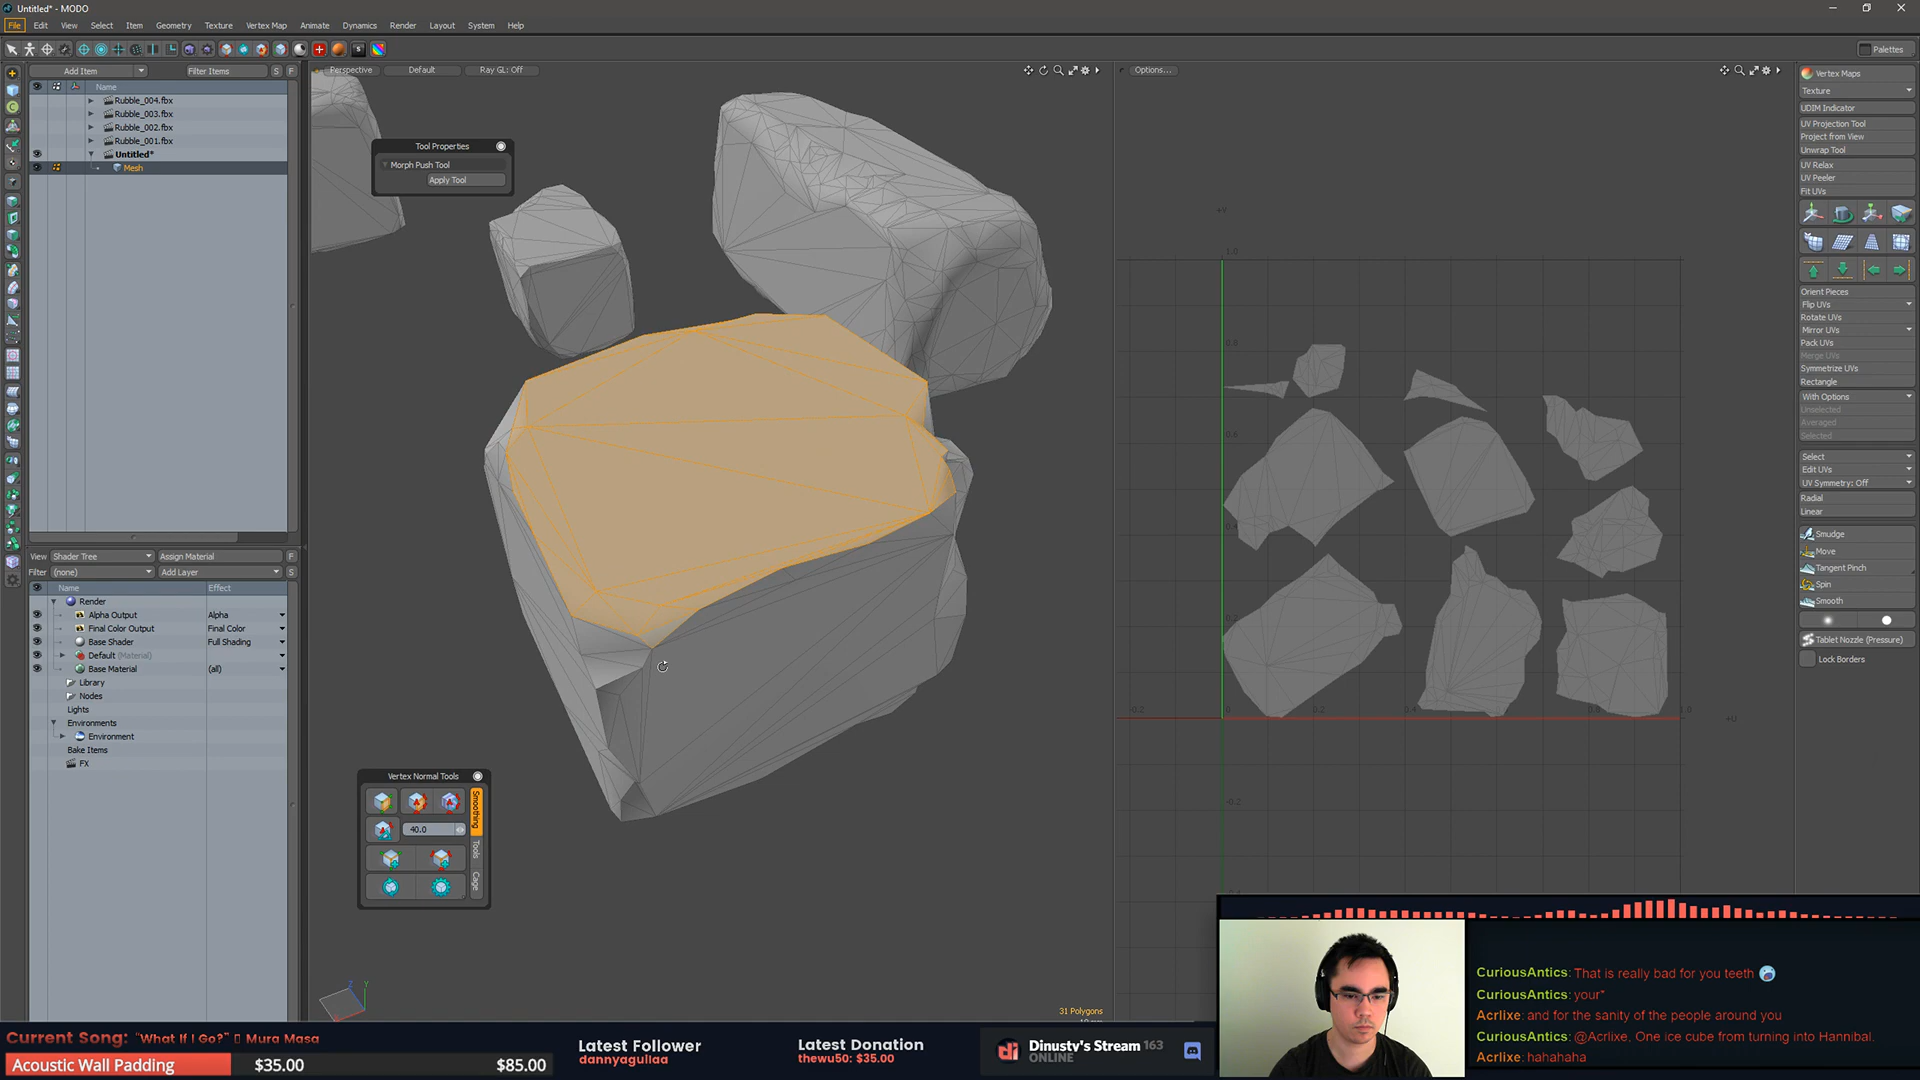 Untitled* - MODO
File Edit View Select Item Geometry Texture Vertex Map Animate Dynamics Render Layout System Help
Palettes
Add Item Filter Items S F
Name
Rubble_004.fbx
Rubble_003.fbx
Rubble_002.fbx
Rubble_001.fbx
Untitled*
Mesh
View Shader Tree Assign Material F
Filter (none) Add Layer S
Name Effect
Render
Alpha Output Alpha
Final Color Output Final Color
Base Shader Full Shading
Default (Material)
Base Material (all)
Library
Nodes
Lights
Environments
Environment
Bake Items
FX
Perspective Default Ray GL: Off
Tool Properties
Morph Push Tool
Apply Tool
Vertex Normal Tools
40.0
Smoothing
Tools
Cage
31 Polygons
Options...
Vertex Maps
Texture
UDIM Indicator
UV Projection Tool
Project from View
Unwrap Tool
UV Relax
UV Peeler
Fit UVs
Orient Pieces
Flip UVs
Rotate UVs
Mirror UVs
Pack UVs
Merge UVs
Symmetrize UVs
Rectangle
With Options
Unselected
Averaged
Selected
Select
Edit UVs
UV Symmetry: Off
Radial
Linear
Smudge
Move
Tangent Pinch
Spin
Smooth
Tablet Nozzle (Pressure)
Lock Borders
CuriousAntics: That is really bad for you teeth
CuriousAntics: your*
Acrlixe: and for the sanity of the people around you
CuriousAntics: @Acrlixe. One ice cube from turning into Hannibal.
Acrlixe: hahahaha
Current Song: "What If I Go?" Mura Masa
Acoustic Wall Padding $35.00 $85.00
Latest Follower
dannyaguilaa
Latest Donation
thewu50: $35.00
Dinusty's Stream 163
ONLINE